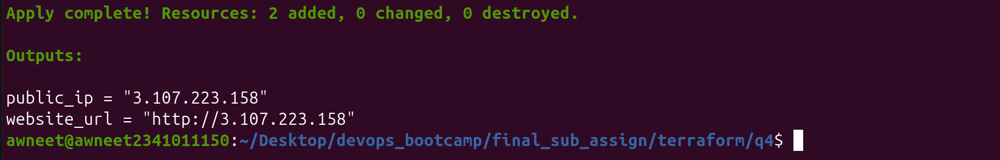 Apply complete! Resources: 2 added, 0 changed, 0 destroyed.
Outputs:
public_ip = "3.107.223.158"
website_url = "http://3.107.223.158"
awneet@awneet2341011150:~/Desktop/devops_bootcamp/final_sub_assign/terraform/q4$